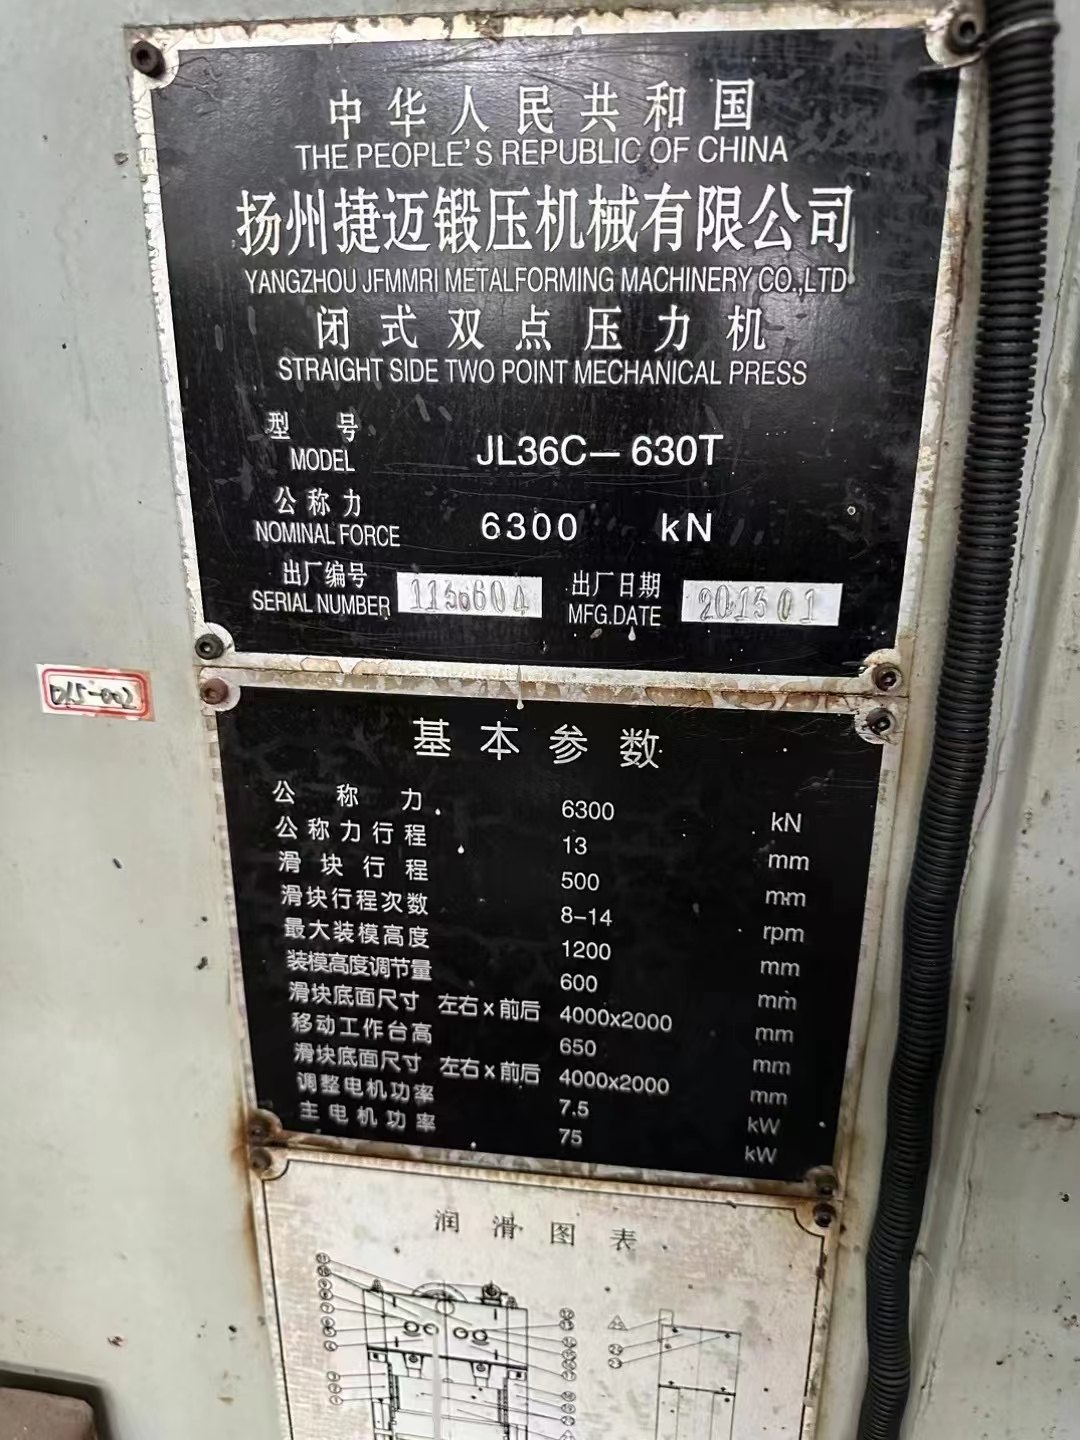 中华人民共和国
THE PEOPLE'S REPUBLIC OF CHINA
扬州捷迈锻压机械有限公司
YANGZHOU JFMMRI METALFORMING MACHINERY CO.,LTD
闭式双点压力机
STRAIGHT SIDE TWO POINT MECHANICAL PRESS
型号 JL36C-630T
MODEL
公称力 6300 kN
NOMINAL FORCE
出厂编号 出厂日期 201301
SERIAL NUMBER MFG.DATE
基本参数
公称力 6300 kN
公称力行程 13 mm
滑块行程 500 mm
滑块行程次数 8-14 rpm
最大装模高度 1200 mm
装模高度调节量 600 mm
滑块底面尺寸 左右x前后 4000x2000 mm
移动工作台高 650 mm
滑块底面尺寸 左右x前后 4000x2000 mm
调整电机功率 7.5 kW
主电机功率 75 kW
润滑图表